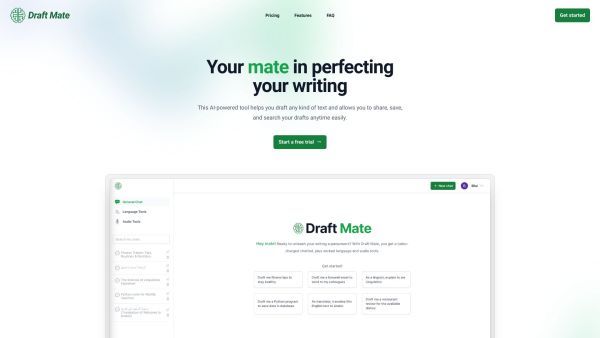 Draft Mate
Pricing
Features
FAQ
Get started
Your mate in perfecting
your writing
This AI-powered tool helps you draft any kind of text and allows you to share, save,
and search your drafts anytime easily.
Start a free trial →
+ New chat
General Chat
Language Tools
Audio Tools
Draft Mate
Hey mate! Ready to unleash your writing superpowers? With Draft Mate, you get a
charged chatbot, plus wicked language and audio tools.
Get started!
Draft me fitness tips to
stay healthy.
Draft me a farewell email to
send to my colleagues
As a linguist, explain to me
Linguistics
Draft me a Python program
to save data in database.
As translator, translate this
English text to Arabic
Draft me a restaurant
review for the available
dishes